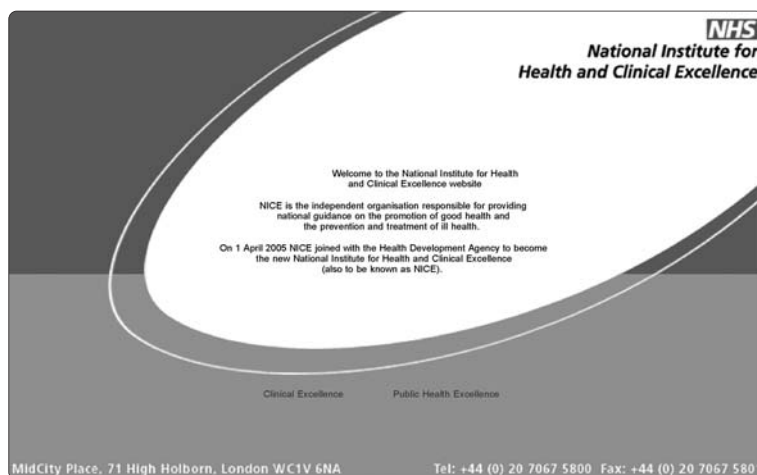 NHS
National Institute for
Health and Clinical Excellence
Welcome to the National Institute for Health
and Clinical Excellence website
NICE is the independent organisation responsible for providing
national guidance on the promotion of good health and
the prevention and treatment of ill health.
On 1 April 2005 NICE joined with the Health Development Agency to become
the new National Institute for Health and Clinical Excellence
(also to be known as NICE).
Clinical Excellence Public Health Excellence
MidCity Place, 71 High Holborn, London WC1V 6NA Tel: +44 (0) 20 7067 5800 Fax: +44 (0) 20 7067 580